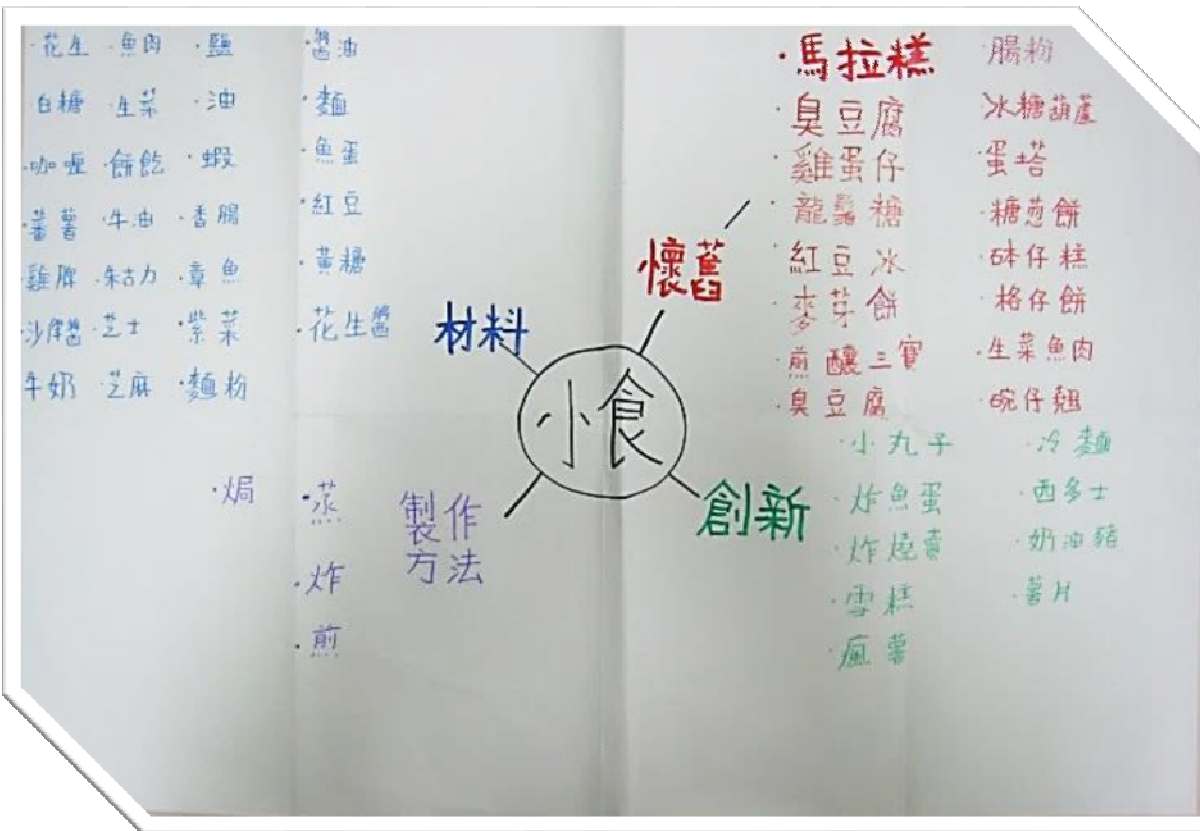 ·花生 ·魚肉 ·鹽 ·醬油
·白糖 ·生菜 ·油 ·麵
·咖喱 ·餅乾 ·蝦 ·魚蛋
·蕃薯 ·牛油 ·香腸 ·紅豆
·雞脾 ·朱古力 ·章魚 ·黃糖
·沙律醬 ·芝士 ·紫菜 ·花生醬
牛奶 ·芝麻 ·麵粉
材料
小食
懷舊
·馬拉糕 ·腸粉
·臭豆腐 冰糖葫蘆
·雞蛋仔 ·蛋塔
·龍鬚糖 ·糖葱餅
紅豆冰 ·砵仔糕
·麥芽餅 ·格仔餅
·煎釀三寶 ·生菜魚肉
·臭豆腐 ·碗仔翅
創新
·小丸子 ·冷麵
·炸魚蛋 ·西多士
·炸燒賣 ·奶油豬
·雪糕 ·薯片
·瘋薯
製作
方法
·焗 ·蒸
·炸
·煎